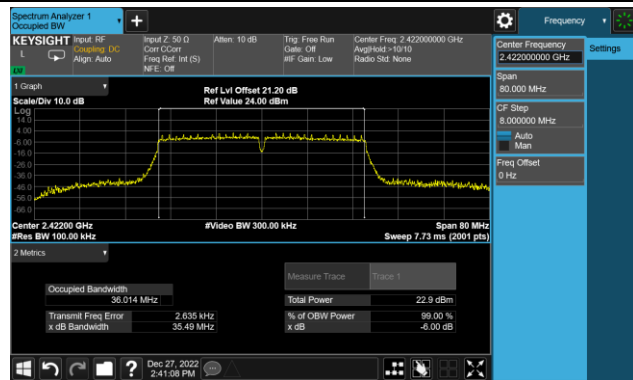 Spectrum Analyzer 1
Occupied BW
Frequency
KEYSIGHT
L
Input: RF
Coupling: DC
Align: Auto
Input Z: 50 Ω
Corr CCorr
Freq Ref: Int (S)
NFE: Off
Atten: 10 dB
Trig: Free Run
Gate: Off
#IF Gain: Low
Center Freq: 2.422000000 GHz
Avg|Hold:>10/10
Radio Std: None
LM
Center Frequency
2.422000000 GHz
Settings
Span
80.000 MHz
CF Step
8.000000 MHz
Auto
Man
Freq Offset
0 Hz
1 Graph
Scale/Div 10.0 dB
Ref Lvl Offset 21.20 dB
Ref Value 24.00 dBm
Log
14.0
4.00
-6.00
-16.0
-26.0
-36.0
-46.0
-56.0
-66.0
Center 2.42200 GHz
#Res BW 100.00 kHz
#Video BW 300.00 kHz
Span 80 MHz
Sweep 7.73 ms (2001 pts)
2 Metrics
Measure Trace
Trace 1
Occupied Bandwidth
36.014 MHz
Total Power
22.9 dBm
Transmit Freq Error
2.635 kHz
% of OBW Power
99.00 %
x dB Bandwidth
35.49 MHz
x dB
-6.00 dB
Dec 27, 2022
2:41:08 PM